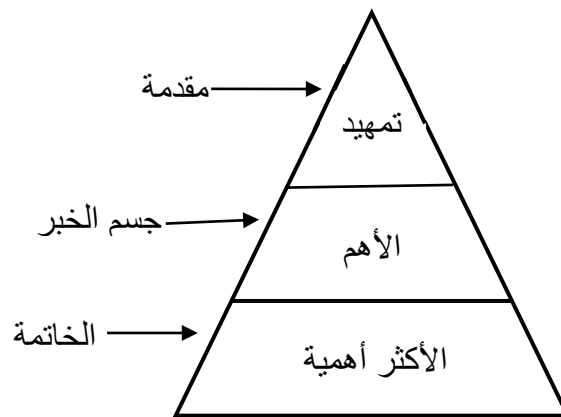 مقدمة
تمهيد
جسم الخبر
الأهم
الخاتمة
الأكثر أهمية